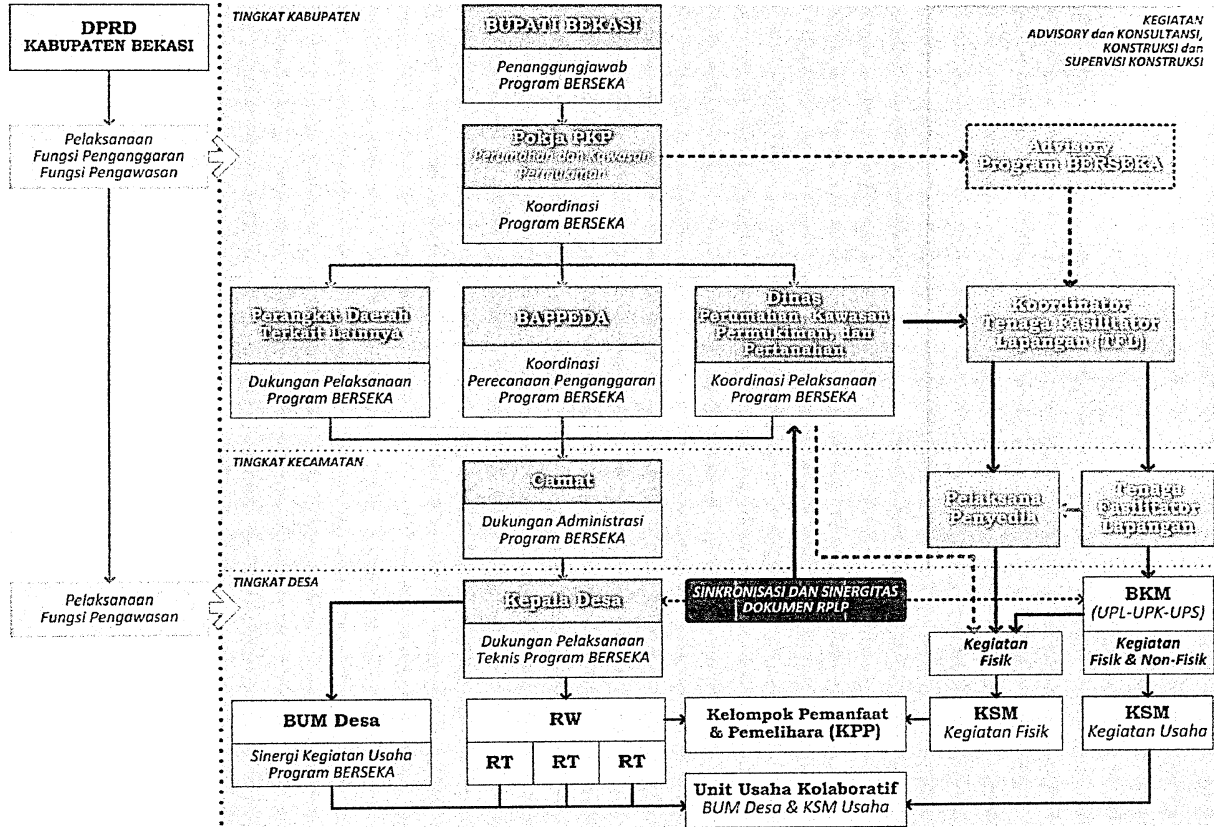 DPRD
KABUPATEN BEKASI
Pelaksanaan
Fungsi Penganggaran
Fungsi Pengawasan
Pelaksanaan
Fungsi Pengawasan
TINGKAT KABUPATEN
BUPATI BEKASI
Penanggungjawab
Program BERSEKA
KEGIATAN
ADVISORY dan KONSULTANSI,
KONSTRUKSI dan
SUPERVISI KONSTRUKSI
Pokja PKP
Perumahan dan Kawasan
Permukiman
Koordinasi
Program BERSEKA
Advisory
Program BERSEKA
Perangkat Daerah
Terkait Lainnya
Dukungan Pelaksanaan
Program BERSEKA
BAPPEDA
Koordinasi
Perecanaan Penganggaran
Program BERSEKA
Dinas
Perumahan, Kawasan
Permukiman, dan
Pertanahan
Koordinasi Pelaksanaan
Program BERSEKA
Koordinator
Tenaga Fasilitator
Lapangan (TFL)
TINGKAT KECAMATAN
Camat
Dukungan Administrasi
Program BERSEKA
Pelaksana
Penyedia
Tenaga
Fasilitator
Lapangan
TINGKAT DESA
Kepala Desa
Dukungan Pelaksanaan
Teknis Program BERSEKA
SINKRONISASI DAN SINERGITAS
DOKUMEN RPLP
BKM
(UPL-UPK-UPS)
Kegiatan
Fisik & Non-Fisik
Kegiatan
Fisik
BUM Desa
Sinergi Kegiatan Usaha
Program BERSEKA
RW
RT RT RT
Kelompok Pemanfaat
& Pemelihara (KPP)
KSM
Kegiatan Fisik
KSM
Kegiatan Usaha
Unit Usaha Kolaboratif
BUM Desa & KSM Usaha